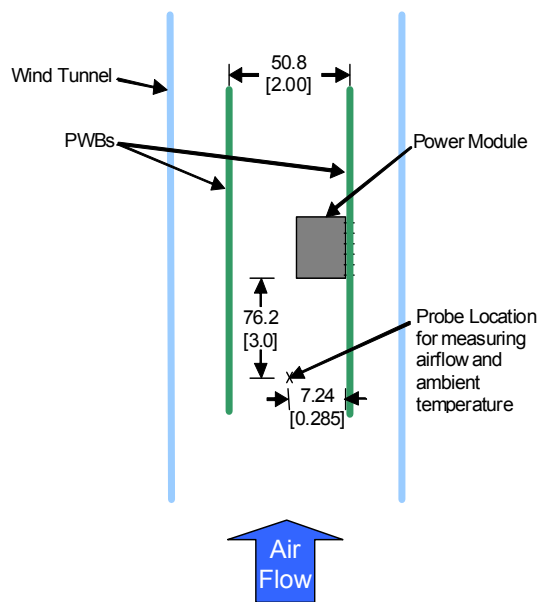 50.8
[2.00]
Wind Tunnel
PWBs
Power Module
76.2
[3.0]
Probe Location
for measuring
airflow and
ambient
temperature
7.24
[0.285]
Air
Flow